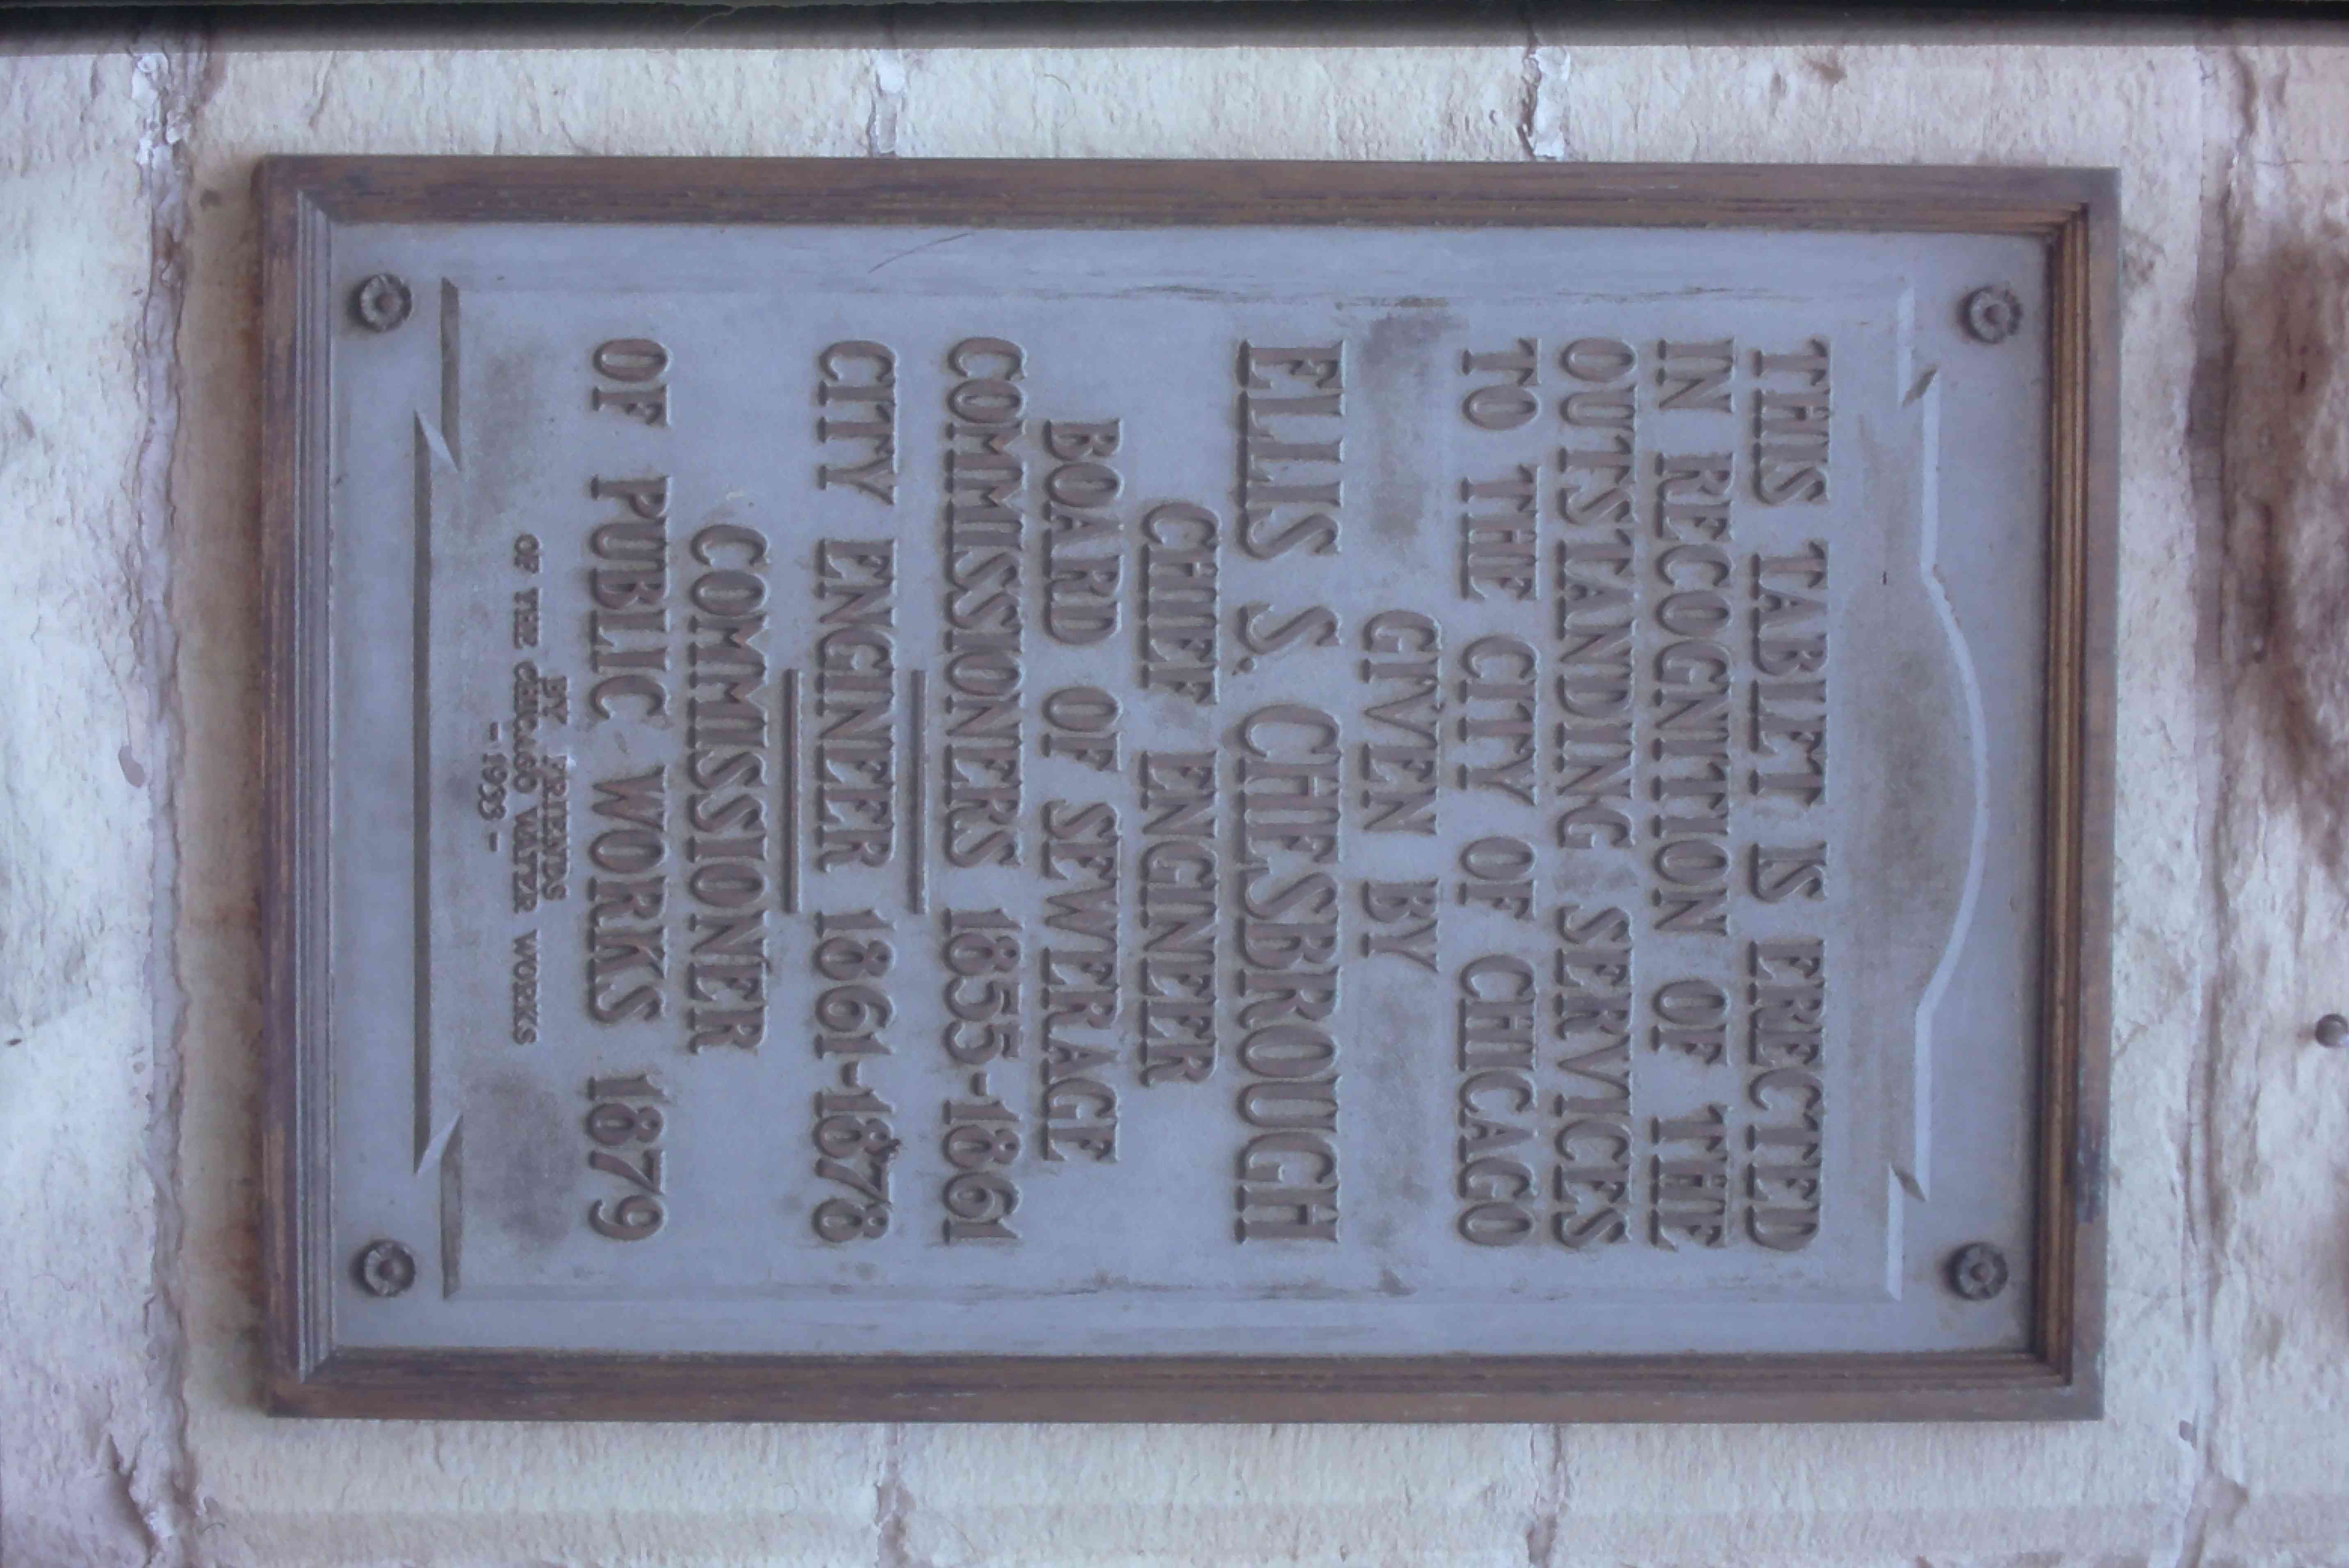 THIS TABLET IS ERECTED
IN RECOGNITION OF THE
OUTSTANDING SERVICES
TO THE CITY OF CHICAGO
GIVEN BY
ELLIS S. CHESBROUGH
CHIEF ENGINEER
BOARD OF SEWERAGE
COMMISSIONERS 1855-1861
CITY ENGINEER 1861-1878
COMMISSIONER
OF PUBLIC WORKS 1879
BY FRIENDS
OF THE CHICAGO WATER WORKS
- 1933 -